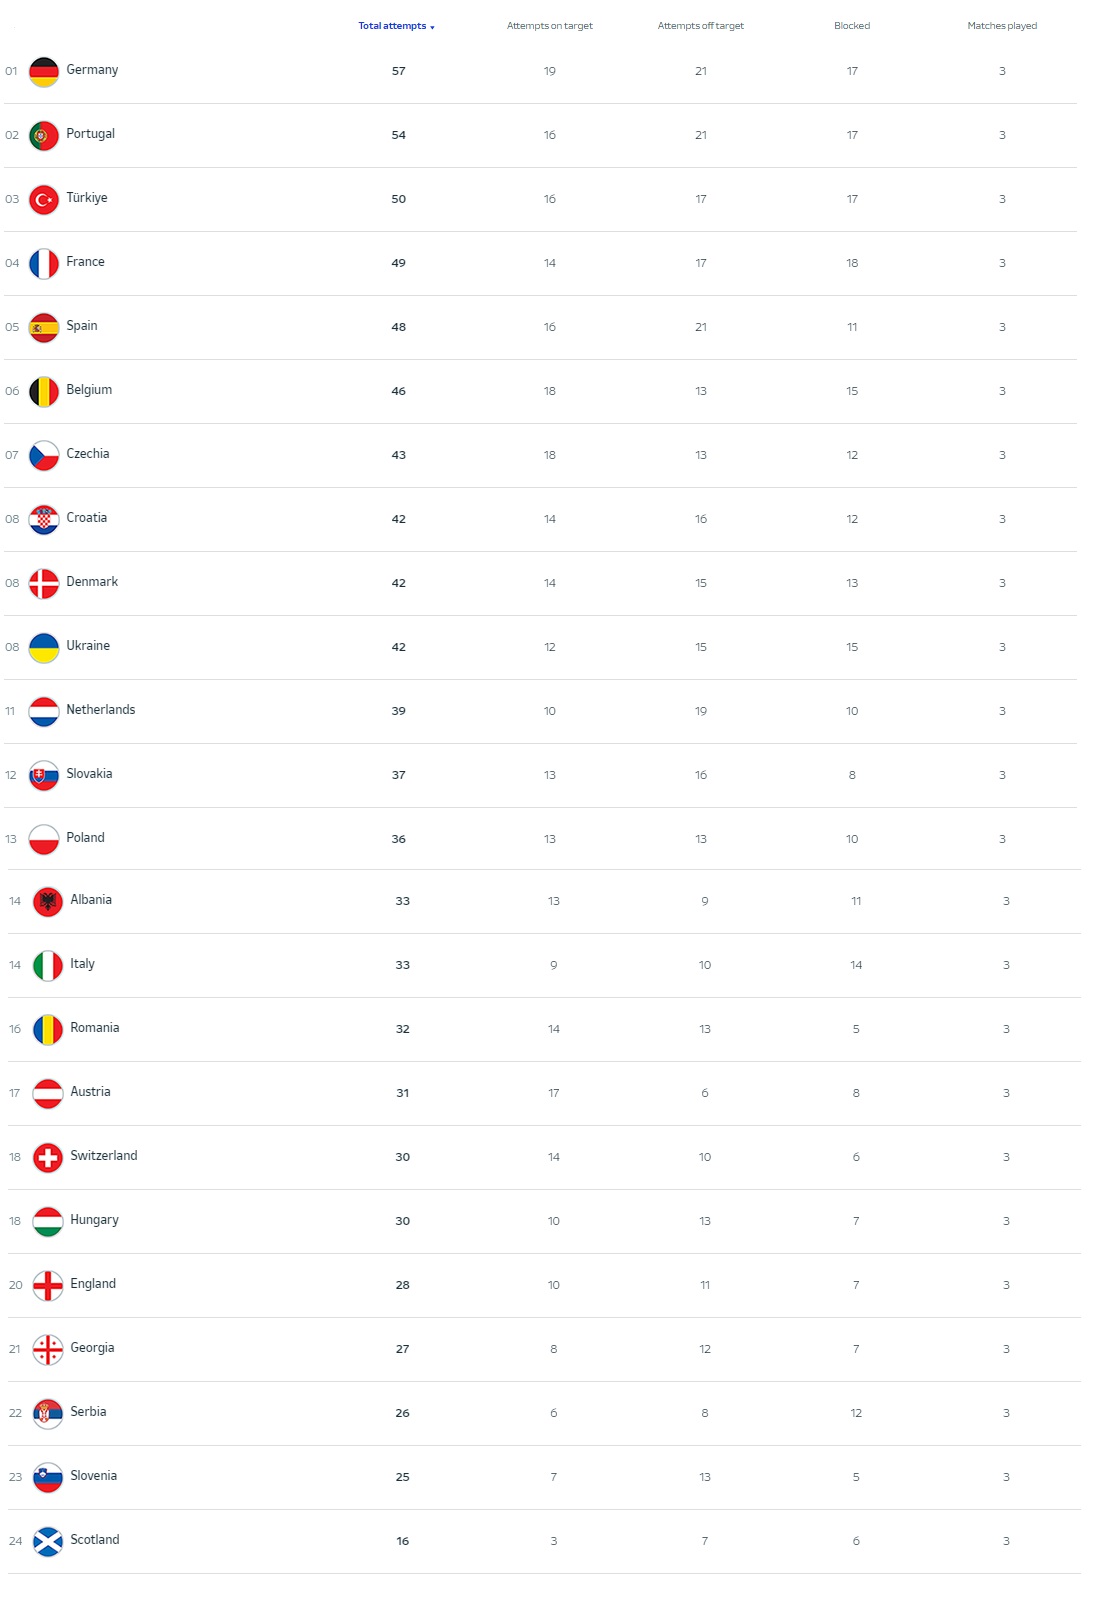 Total attempts ▼ Attempts on target Attempts off target Blocked Matches played
01 Germany 57 19 21 17 3
02 Portugal 54 16 21 17 3
03 Türkiye 50 16 17 17 3
04 France 49 14 17 18 3
05 Spain 48 16 21 11 3
06 Belgium 46 18 13 15 3
07 Czechia 43 18 13 12 3
08 Croatia 42 14 16 12 3
08 Denmark 42 14 15 13 3
08 Ukraine 42 12 15 15 3
11 Netherlands 39 10 19 10 3
12 Slovakia 37 13 16 8 3
13 Poland 36 13 13 10 3
14 Albania 33 13 9 11 3
14 Italy 33 9 10 14 3
16 Romania 32 14 13 5 3
17 Austria 31 17 6 8 3
18 Switzerland 30 14 10 6 3
18 Hungary 30 10 13 7 3
20 England 28 10 11 7 3
21 Georgia 27 8 12 7 3
22 Serbia 26 6 8 12 3
23 Slovenia 25 7 13 5 3
24 Scotland 16 3 7 6 3